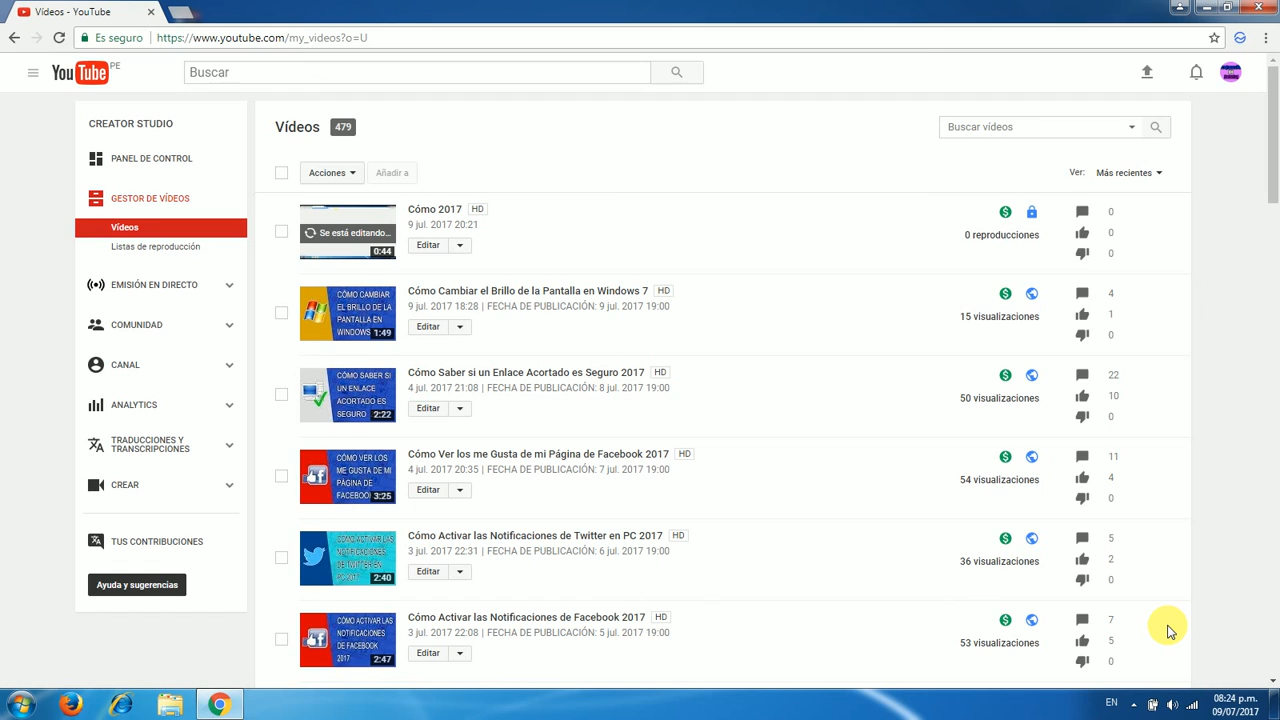 Vídeos - YouTube
Es seguro
https://www.youtube.com/my_videos?o=U
YouTube PE
Buscar
CREATOR STUDIO
PANEL DE CONTROL
GESTOR DE VÍDEOS
Vídeos
Listas de reproducción
EMISIÓN EN DIRECTO
COMUNIDAD
CANAL
ANALYTICS
TRADUCCIONES Y
TRANSCRIPCIONES
CREAR
TUS CONTRIBUCIONES
Ayuda y sugerencias
Vídeos 479
Buscar vídeos
Acciones
Añadir a
Ver: Más recientes
Se está editando...
0:44
Cómo 2017 HD
9 jul. 2017 20:21
Editar
0 reproducciones
0
0
0
CÓMO CAMBIAR
EL BRILLO DE LA
PANTALLA EN
WINDOWS
1:49
Cómo Cambiar el Brillo de la Pantalla en Windows 7 HD
9 jul. 2017 18:28 | FECHA DE PUBLICACIÓN: 9 jul. 2017 19:00
Editar
15 visualizaciones
4
1
0
CÓMO SABER SI
UN ENLACE
ACORTADO ES
SEGURO
2:22
Cómo Saber si un Enlace Acortado es Seguro 2017 HD
4 jul. 2017 21:08 | FECHA DE PUBLICACIÓN: 8 jul. 2017 19:00
Editar
50 visualizaciones
22
10
0
CÓMO VER LOS
ME GUSTA DE MI
PÁGINA DE
FACEBOOK
3:25
Cómo Ver los me Gusta de mi Página de Facebook 2017 HD
4 jul. 2017 20:35 | FECHA DE PUBLICACIÓN: 7 jul. 2017 19:00
Editar
54 visualizaciones
11
4
0
CÓMO ACTIVAR LAS
NOTIFICACIONES
DE TWITTER EN
2:40
Cómo Activar las Notificaciones de Twitter en PC 2017 HD
3 jul. 2017 22:31 | FECHA DE PUBLICACIÓN: 6 jul. 2017 19:00
Editar
36 visualizaciones
5
2
0
CÓMO ACTIVAR LAS
NOTIFICACIONES
DE FACEBOOK
2017
2:47
Cómo Activar las Notificaciones de Facebook 2017 HD
3 jul. 2017 22:08 | FECHA DE PUBLICACIÓN: 5 jul. 2017 19:00
Editar
53 visualizaciones
7
5
0
EN
08:24 p.m.
09/07/2017